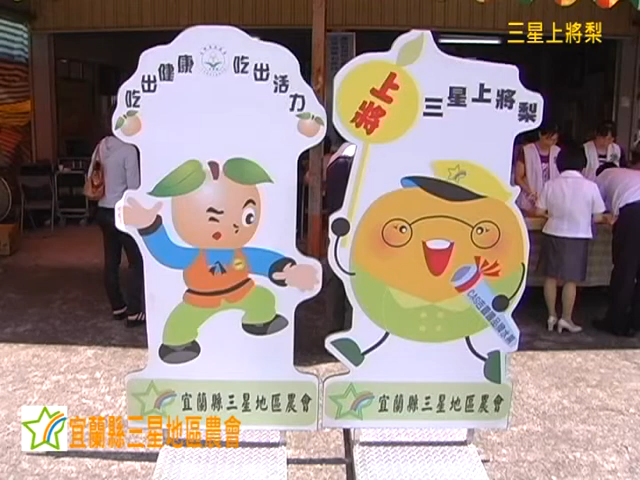 三星上將梨
吃出健康 吃出活力
上將
三星上將梨
宜蘭縣三星地區農會
宜蘭縣三星地區農會
宜蘭縣三星地區農會